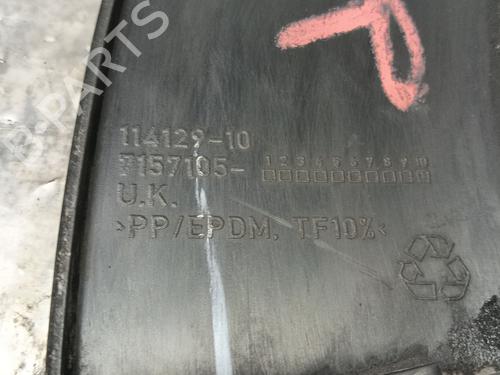 B-PARTS
114129-10
7157105-
1 2 3 4 5 6 7 8 9 10
U.K.
>PP/EPDM. TF10%<